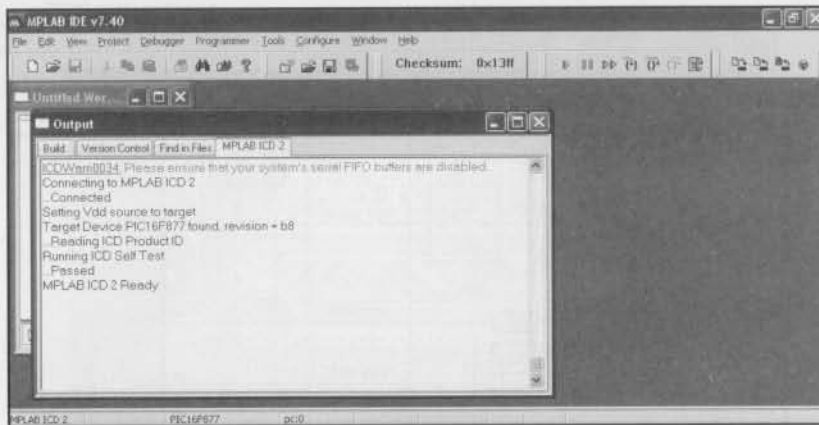 MPLAB IDE v7.40
File Edit View Project Debugger Programmer Tools Configure Window Help
Checksum: 0x13ff
Untitled Wor...
Output
Build Version Control Find in Files MPLAB ICD 2
ICDWarn0034: Please ensure that your system's serial FIFO buffers are disabled.
Connecting to MPLAB ICD 2
...Connected
Setting Vdd source to target
Target Device PIC16F877 found, revision = b8
...Reading ICD Product ID
Running ICD Self Test
...Passed
MPLAB ICD 2 Ready
MPLAB ICD 2 PIC16F877 pc:0